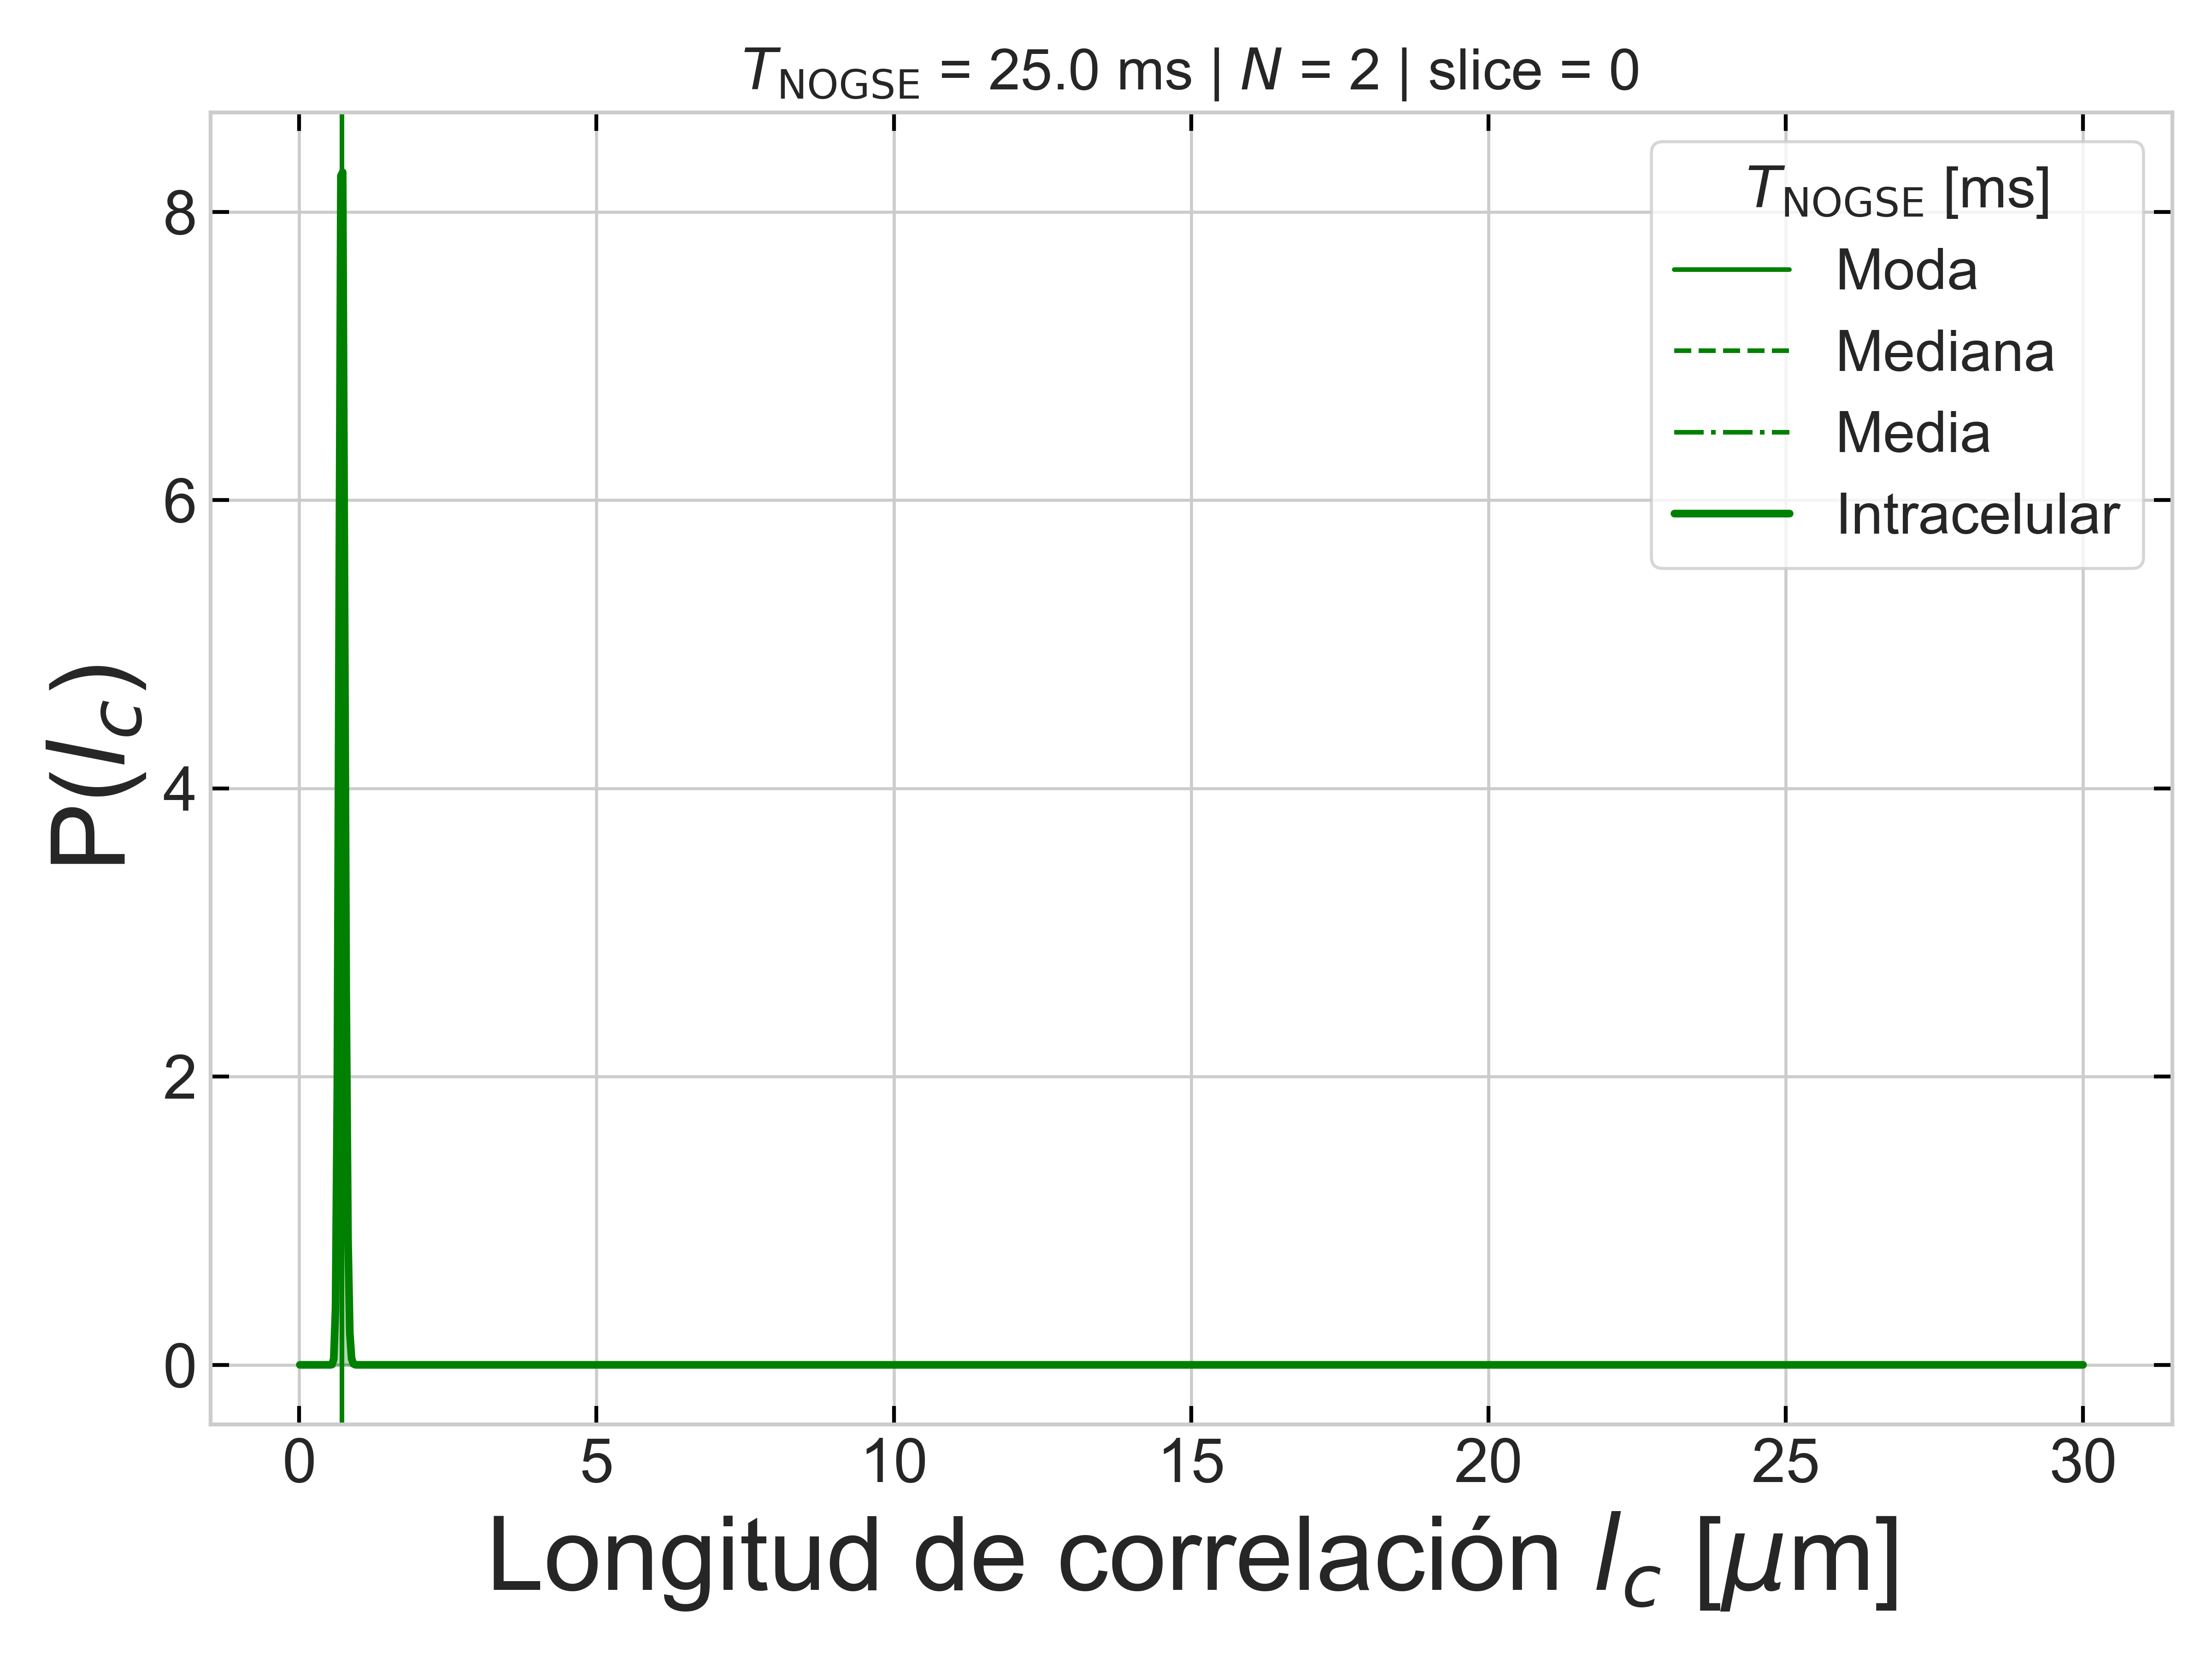 T_NOGSE = 25.0 ms | N = 2 | slice = 0
P(l_c)
8
6
4
2
0
T_NOGSE [ms]
Moda
Mediana
Media
Intracelular
0 5 10 15 20 25 30
Longitud de correlación l_c [μm]